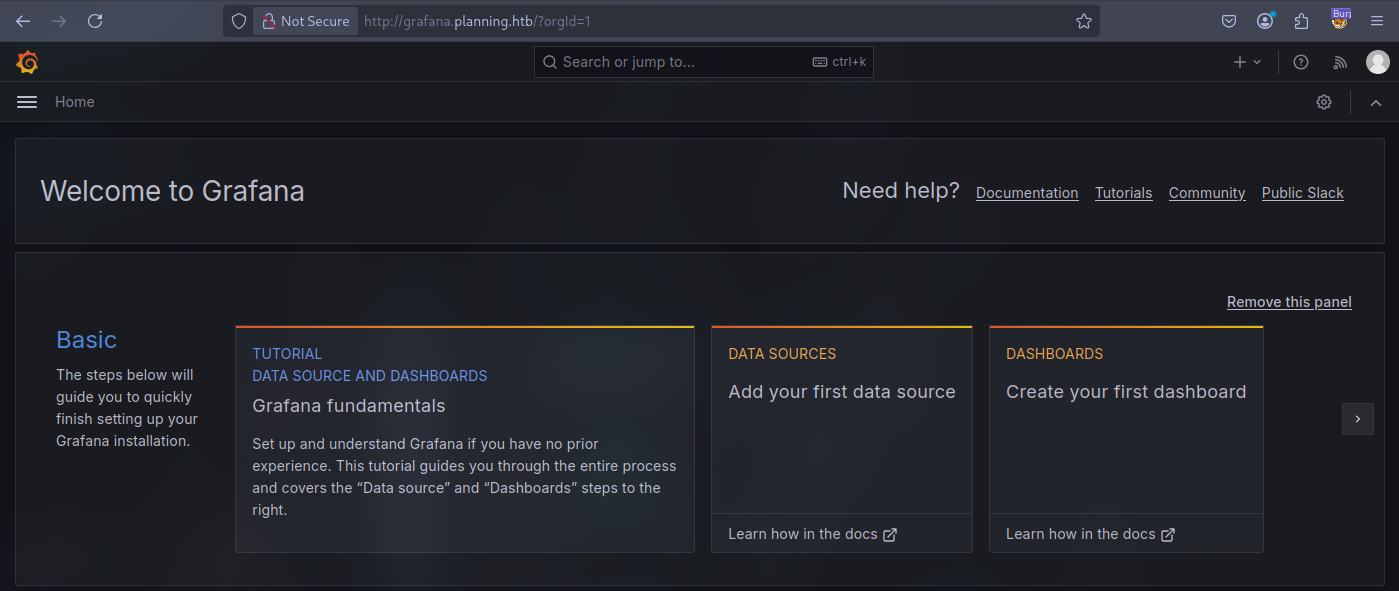 Not Secure http://grafana.planning.htb/?orgId=1
Search or jump to... ctrl+k
Home
Welcome to Grafana
Need help? Documentation Tutorials Community Public Slack
Remove this panel
Basic
The steps below will
guide you to quickly
finish setting up your
Grafana installation.
TUTORIAL
DATA SOURCE AND DASHBOARDS
Grafana fundamentals
Set up and understand Grafana if you have no prior
experience. This tutorial guides you through the entire process
and covers the “Data source” and “Dashboards” steps to the
right.
DATA SOURCES
Add your first data source
Learn how in the docs
DASHBOARDS
Create your first dashboard
Learn how in the docs